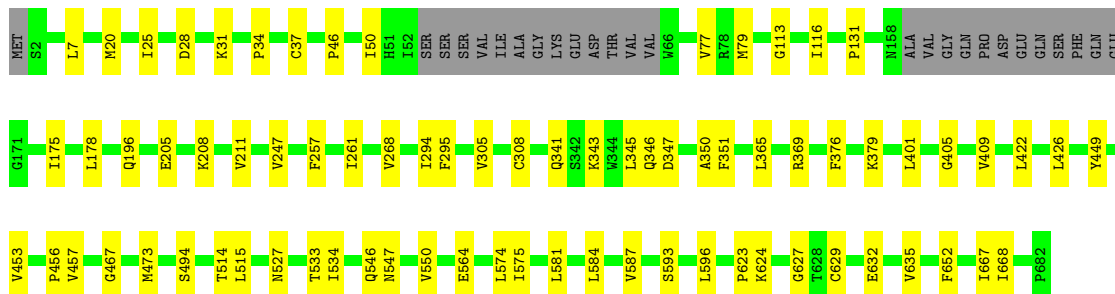 MET S2 L7 M20 I25 D28 K31 P34 C37 P46 I50 H51 I52 SER SER SER VAL ILE ALA GLY LYS GLU ASP THR VAL VAL W66 V77 R78 M79 G113 I116 P131 N158 ALA VAL GLY GLN PRO ASP GLU GLN SER PHE GLN
G171 I175 L178 Q196 E205 K208 V211 V247 F257 I261 V268 I294 F295 V305 C308 Q341 S342 K343 W344 L345 Q346 D347 A350 F351 L365 R369 F376 K379 L401 G405 V409 L422 L426 Y449
V453 P456 V457 G467 M473 S494 T514 L515 N527 T533 I534 Q546 N547 V550 E564 L574 I575 L581 L584 V587 S593 L596 P623 K624 G627 T628 C629 E632 V635 F652 I667 I668 P682